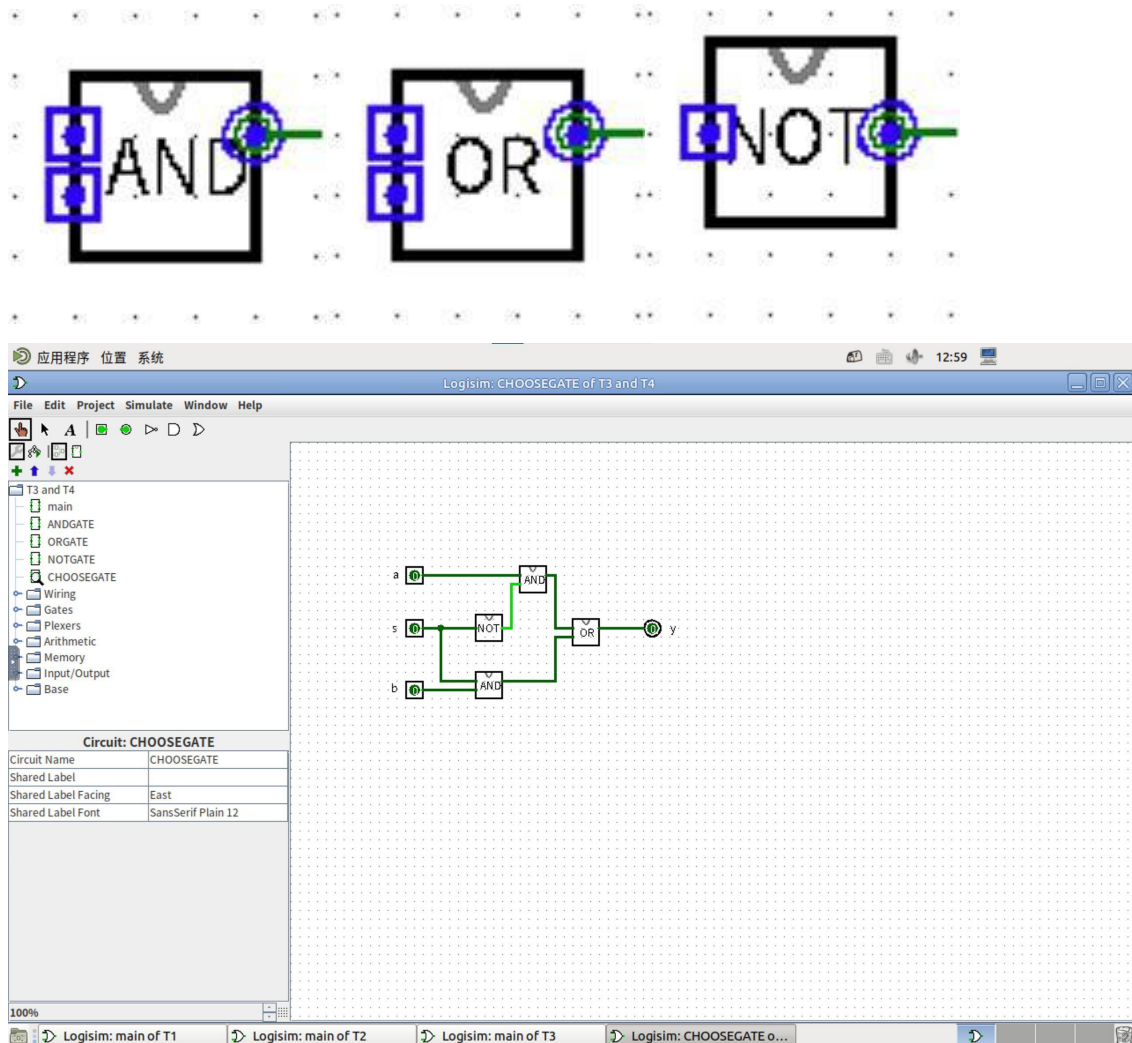 AND OR NOT
应用程序 位置 系统 12:59
Logisim: CHOOSEGATE of T3 and T4
File Edit Project Simulate Window Help
A
T3 and T4
main
ANDGATE
ORGATE
NOTGATE
CHOOSEGATE
Wiring
Gates
Plexers
Arithmetic
Memory
Input/Output
Base
Circuit: CHOOSEGATE
Circuit Name CHOOSEGATE
Shared Label
Shared Label Facing East
Shared Label Font SansSerif Plain 12
100%
a 0 AND
s 0 NOT OR 0 y
b 0 AND
Logisim: main of T1 Logisim: main of T2 Logisim: main of T3 Logisim: CHOOSEGATE o...